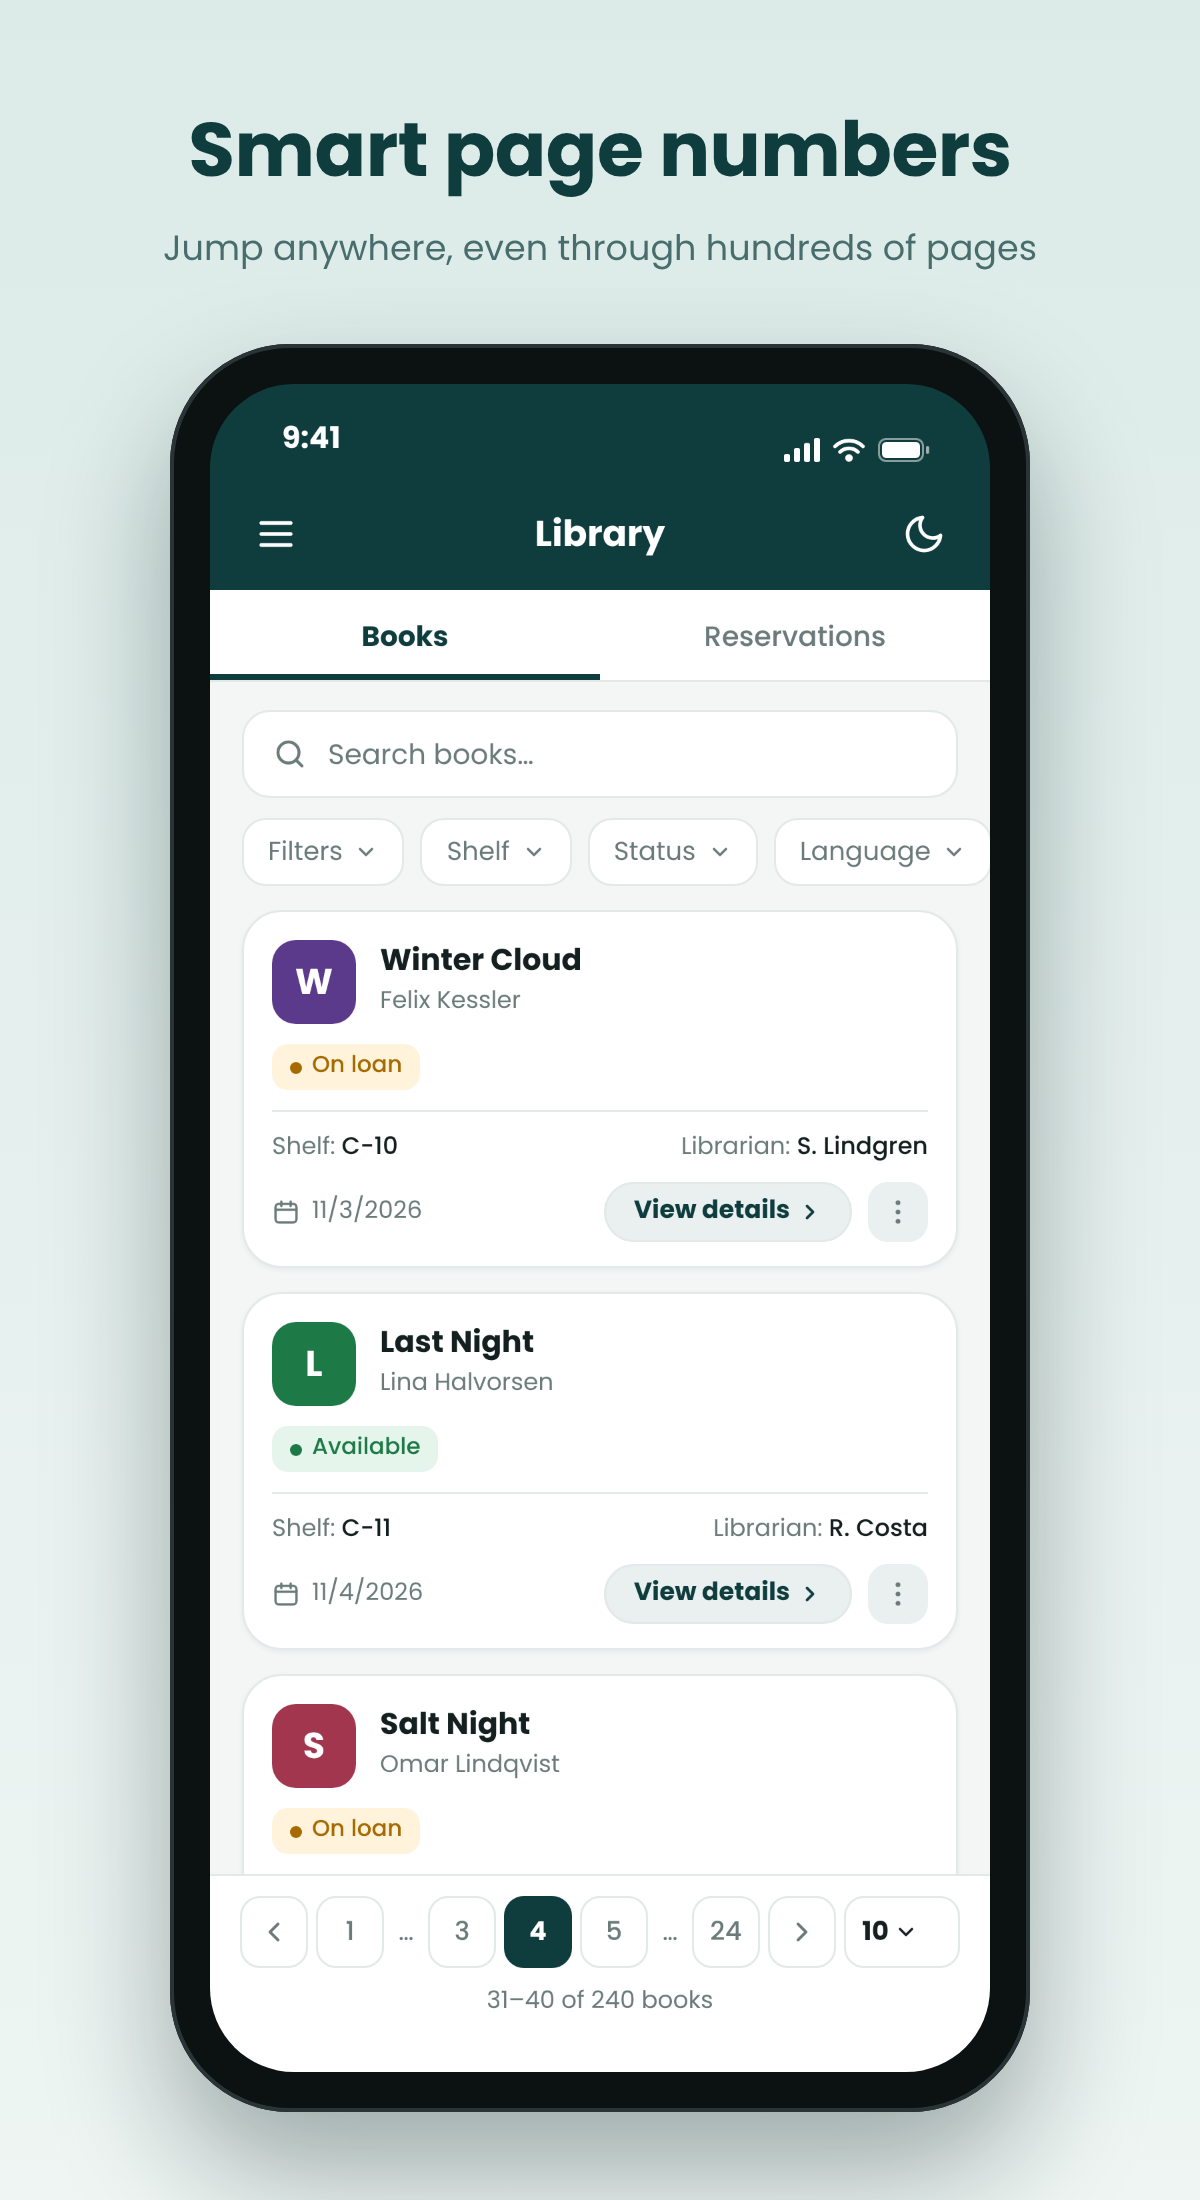 Smart page numbers
Jump anywhere, even through hundreds of pages
9:41
Library
Books Reservations
Search books...
Filters Shelf Status Language
W Winter Cloud
Felix Kessler
On loan
Shelf: C-10 Librarian: S. Lindgren
11/3/2026 View details
L Last Night
Lina Halvorsen
Available
Shelf: C-11 Librarian: R. Costa
11/4/2026 View details
S Salt Night
Omar Lindqvist
On loan
1 ... 3 4 5 ... 24 10
31–40 of 240 books